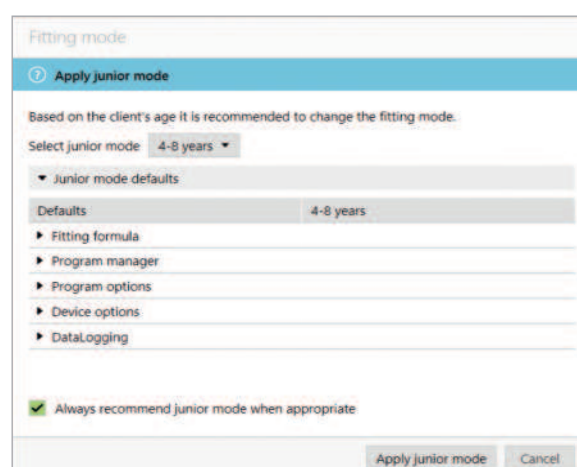 Fitting mode
Apply junior mode
Based on the client's age it is recommended to change the fitting mode.
Select junior mode 4-8 years
Junior mode defaults
Defaults 4-8 years
Fitting formula
Program manager
Program options
Device options
DataLogging
Always recommend junior mode when appropriate
Apply junior mode Cancel